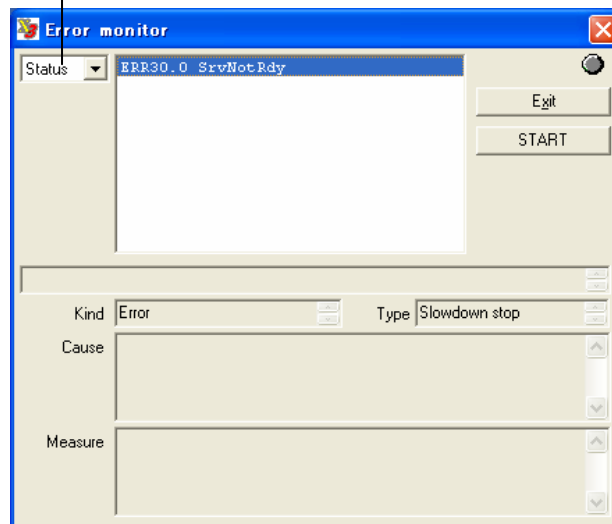 Error monitor
Status
ERR30.0 SrvNotRdy
Exit
START
Kind Error Type Slowdown stop
Cause
Measure